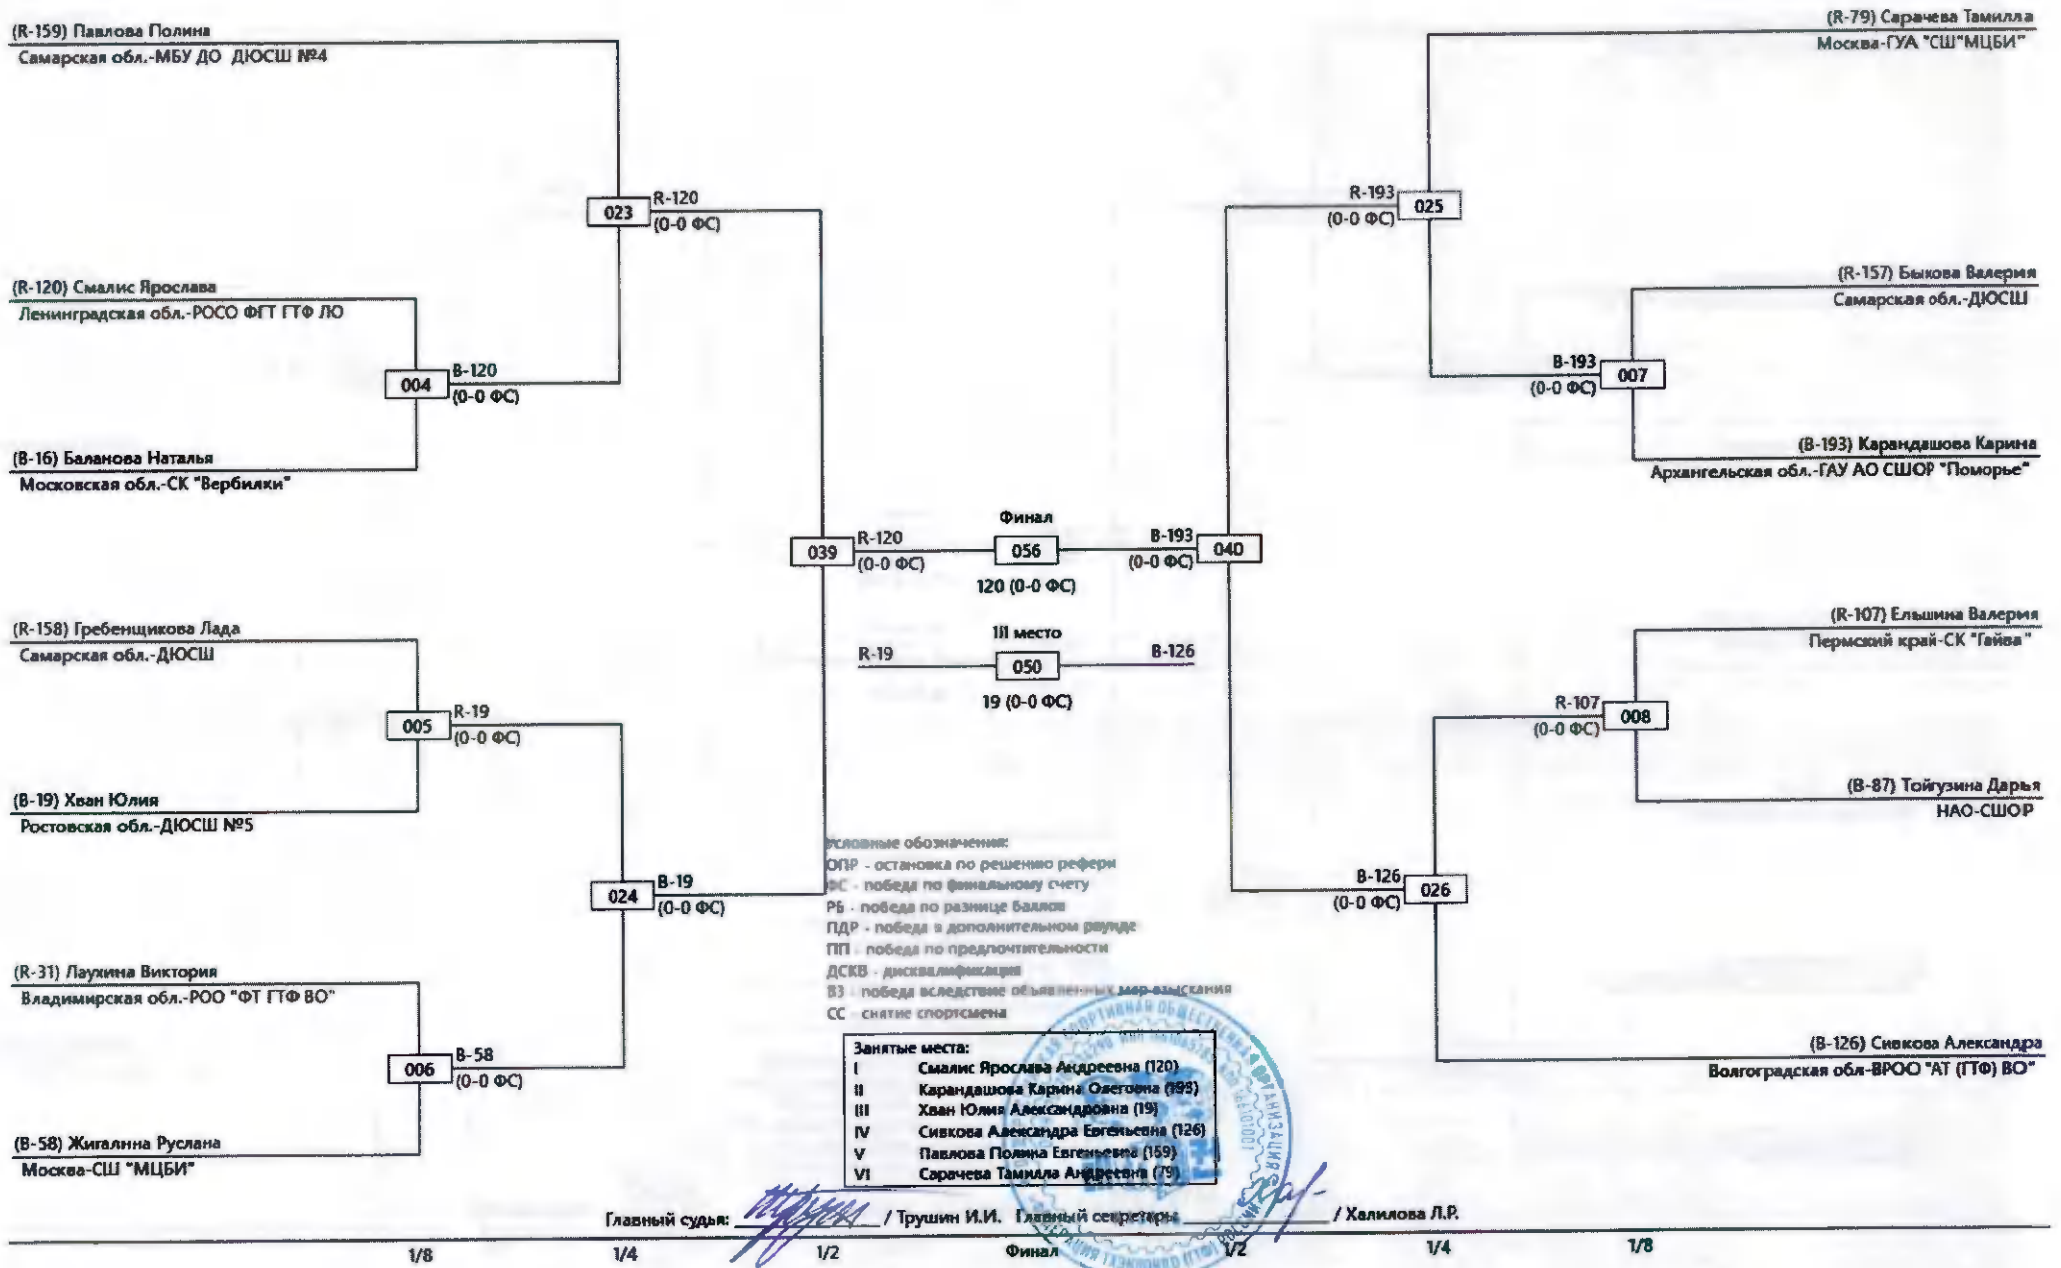 (R-159) Павлова Полина
Самарская обл.-МБУ ДО ДЮСШ №4
023
R-120
(0-0 ФС)
(R-120) Смалис Ярослава
Ленинградская обл.-РОСО ФГТ ГТФ ЛО
004
B-120
(0-0 ФС)
(B-16) Баланова Наталья
Московская обл.-СК "Вербилки"
039
R-120
(0-0 ФС)
(R-158) Гребенщикова Лада
Самарская обл.-ДЮСШ
005
R-19
(0-0 ФС)
(B-19) Хван Юлия
Ростовская обл.-ДЮСШ №5
024
B-19
(0-0 ФС)
(R-31) Лаухина Виктория
Владимирская обл.-РОО "ФТ ГТФ ВО"
006
B-58
(0-0 ФС)
(B-58) Жигалина Руслана
Москва-СШ "МЦБИ"
Финал
056
120 (0-0 ФС)
III место
R-19
050
B-126
19 (0-0 ФС)
(R-79) Сарачева Тамилла
Москва-ГУА "СШ"МЦБИ"
R-193
(0-0 ФС)
025
(R-157) Быкова Валерия
Самарская обл.-ДЮСШ
B-193
(0-0 ФС)
007
(B-193) Карандашова Карина
Архангельская обл.-ГАУ АО СШОР "Поморье"
B-193
(0-0 ФС)
040
(R-107) Ельшина Валерия
Пермский край-СК "Гайва"
R-107
(0-0 ФС)
008
(B-87) Тойгузина Дарья
НАО-СШОР
B-126
(0-0 ФС)
026
(B-126) Сивкова Александра
Волгоградская обл-ВРОО "АТ (ГТФ) ВО"
Условные обозначения:
ОПР - остановка по решению рефери
ФС - победа по финальному счету
РБ - победа по разнице баллов
ПДР - победа в дополнительном раунде
ПП - победа по предпочтительности
ДСКВ - дисквалификация
ВЗ - победа вследствие объявленных мер взыскания
СС - снятие спортсмена
Занятые места:
I Смалис Ярослава Андреевна (120)
II Карандашова Карина Олеговна (193)
III Хван Юлия Александровна (19)
IV Сивкова Александра Евгеньевна (126)
V Павлова Полина Евгеньевна (159)
VI Сарачева Тамилла Андреевна (79)
Главный судья: / Трушин И.И. Главный секретарь / Халилова Л.Р.
1/8 1/4 1/2 Финал 1/2 1/4 1/8